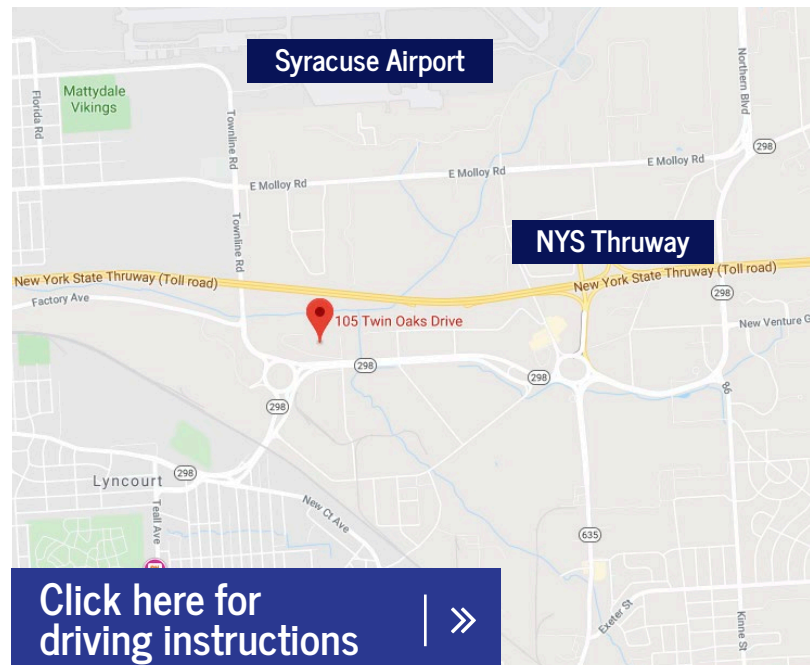 Syracuse Airport
Mattydale
Vikings
Florida Rd
Townline Rd
Northern Blvd
298
E Molloy Rd
E Molloy Rd
E Molloy Rd
Townline Rd
NYS Thruway
New York State Thruway (Toll road)
New York State Thruway (Toll road)
Factory Ave
298
105 Twin Oaks Drive
New Venture G
298
298
298
98
Lyncourt
298
New Ct Ave
Teall Ave
635
Exeter St
Kinne St
Click here for
driving instructions